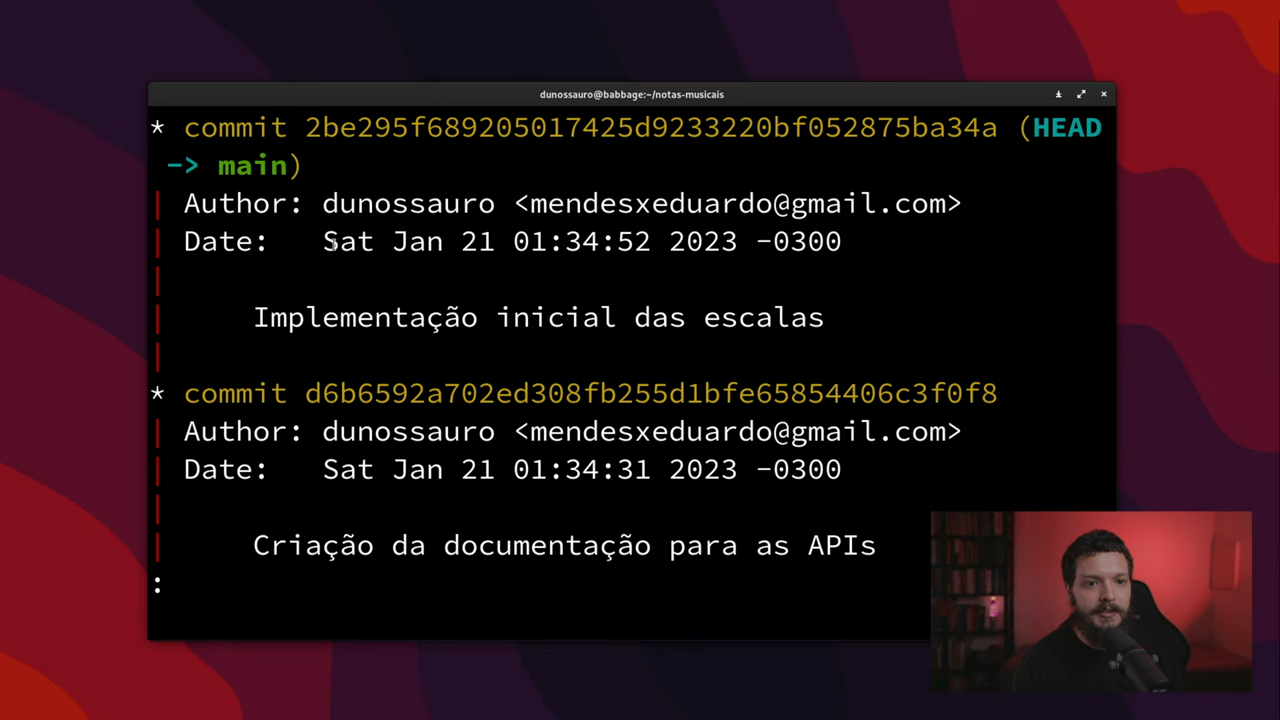 dunossauro@babbage:~/notas-musicais
* commit 2be295f689205017425d9233220bf052875ba34a (HEAD
-> main)
| Author: dunossauro <mendesxeduardo@gmail.com>
| Date:   Sat Jan 21 01:34:52 2023 -0300
|
|     Implementação inicial das escalas
|
* commit d6b6592a702ed308fb255d1bfe65854406c3f0f8
| Author: dunossauro <mendesxeduardo@gmail.com>
| Date:   Sat Jan 21 01:34:31 2023 -0300
|
|     Criação da documentação para as APIs
: